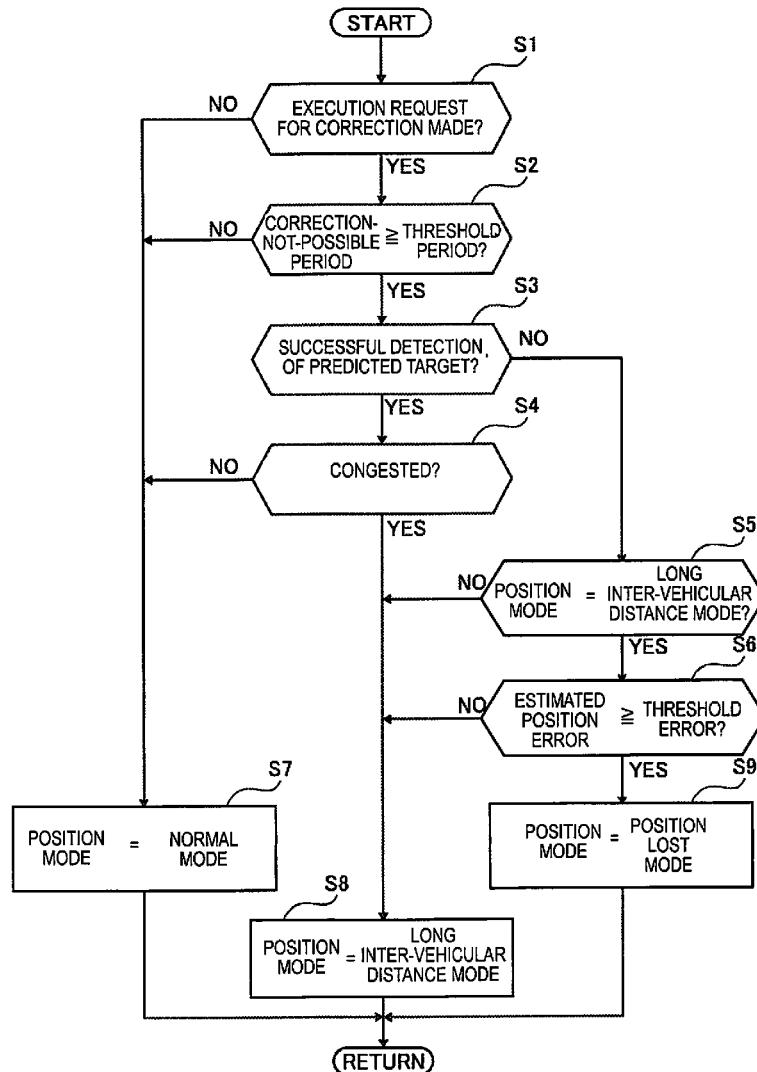 START
S1
NO
EXECUTION REQUEST
FOR CORRECTION MADE?
YES
S2
NO
CORRECTION-
NOT-POSSIBLE
PERIOD
≧
THRESHOLD
PERIOD?
YES
S3
SUCCESSFUL DETECTION
OF PREDICTED TARGET?
NO
YES
S4
NO
CONGESTED?
YES
S5
NO
POSITION
MODE
=
LONG
INTER-VEHICULAR
DISTANCE MODE?
YES
S6
NO
ESTIMATED
POSITION
ERROR
≧
THRESHOLD
ERROR?
YES
S7
S9
POSITION
MODE
=
NORMAL
MODE
POSITION
MODE
=
POSITION
LOST
MODE
S8
POSITION
MODE
=
LONG
INTER-VEHICULAR
DISTANCE MODE
RETURN